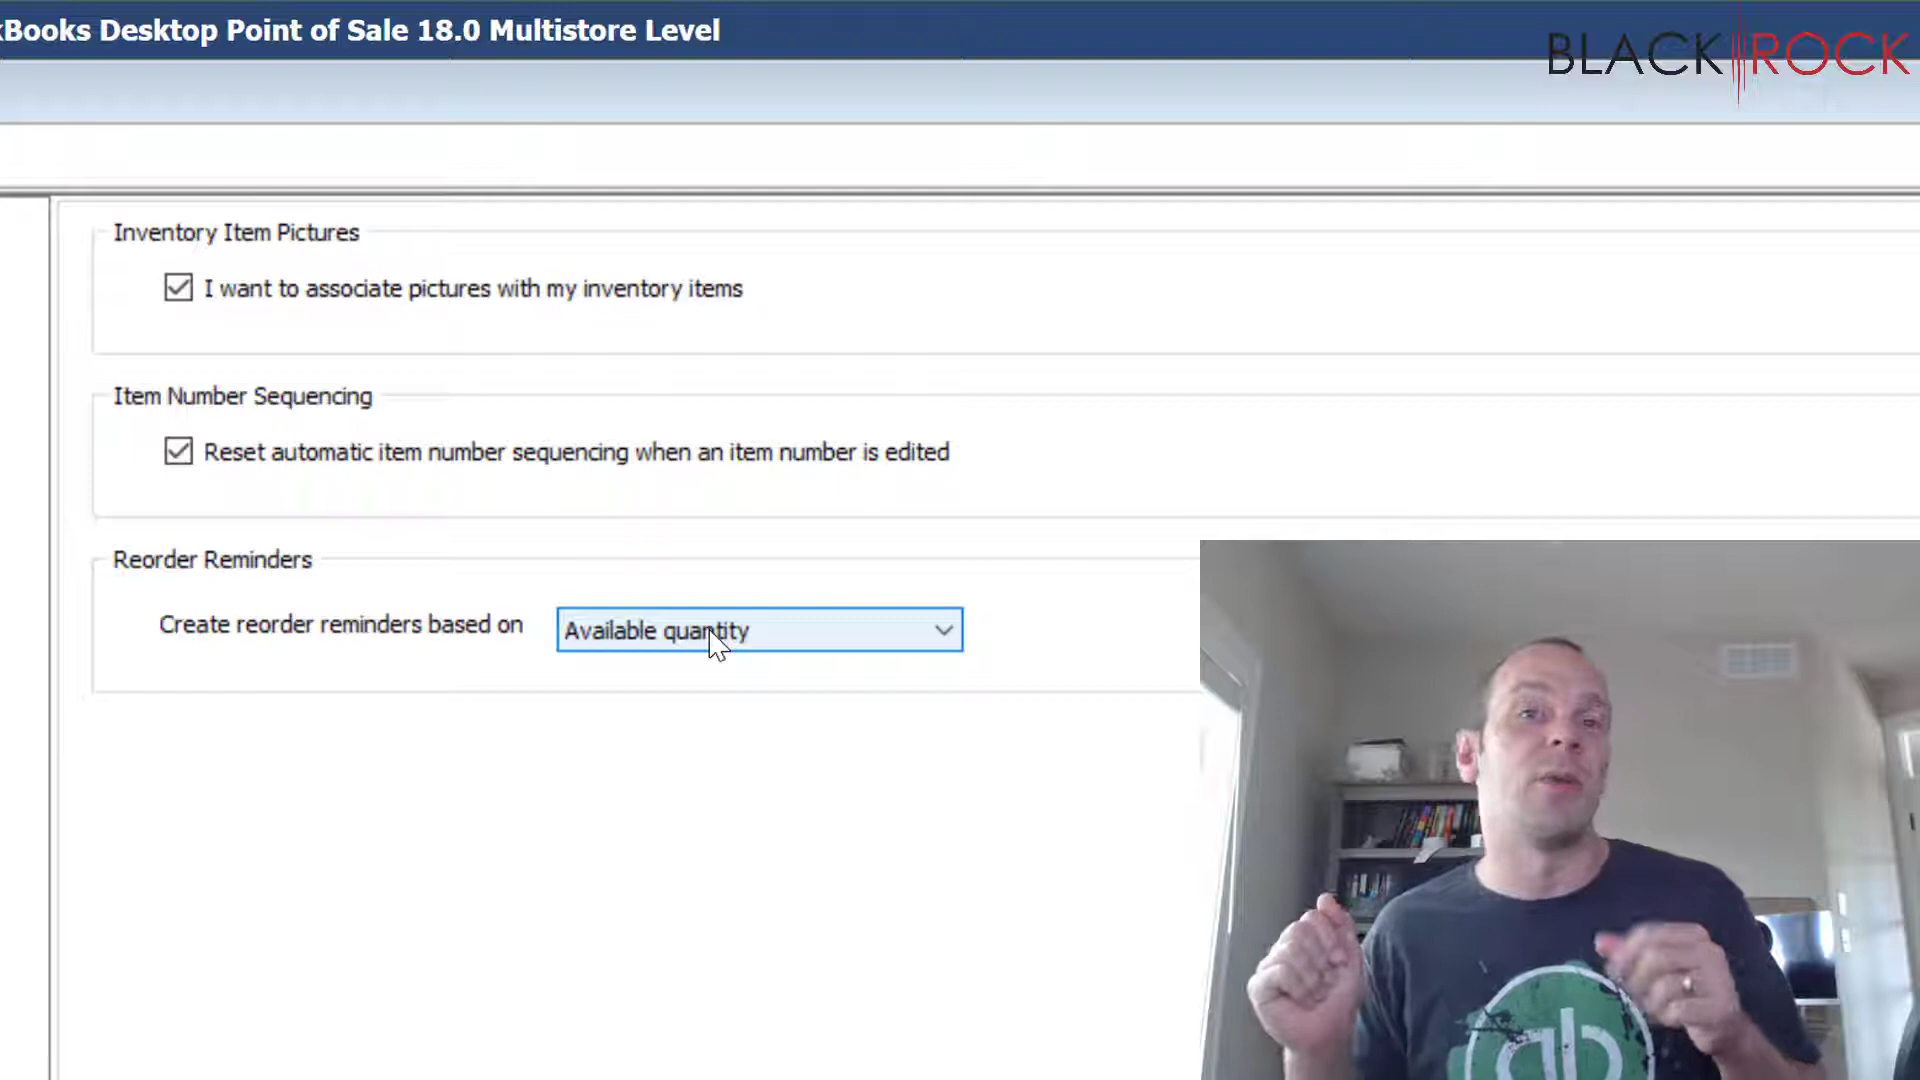 kBooks Desktop Point of Sale 18.0 Multistore Level
BLACK ROCK
Inventory Item Pictures
I want to associate pictures with my inventory items
Item Number Sequencing
Reset automatic item number sequencing when an item number is edited
Reorder Reminders
Create reorder reminders based on
Available quantity
qb